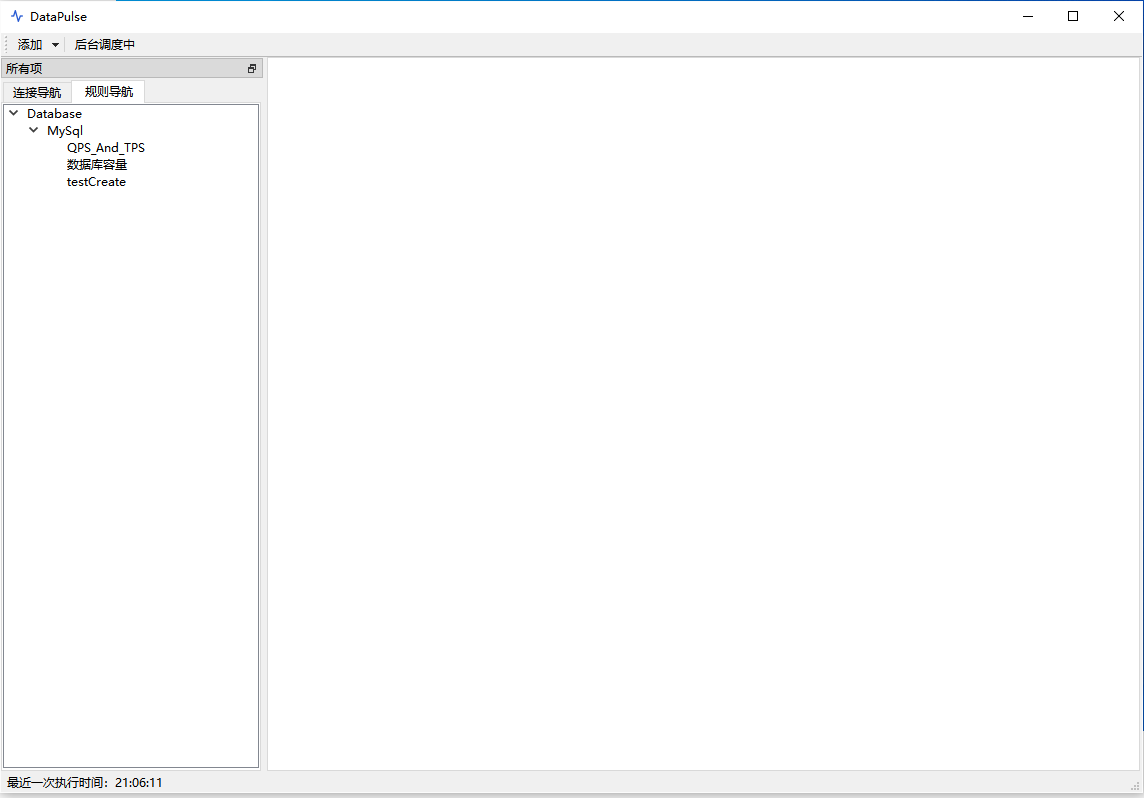 DataPulse
添加 后台调度中
所有项
连接导航 规则导航
Database
MySql
QPS_And_TPS
数据库容量
testCreate
最近一次执行时间：21:06:11